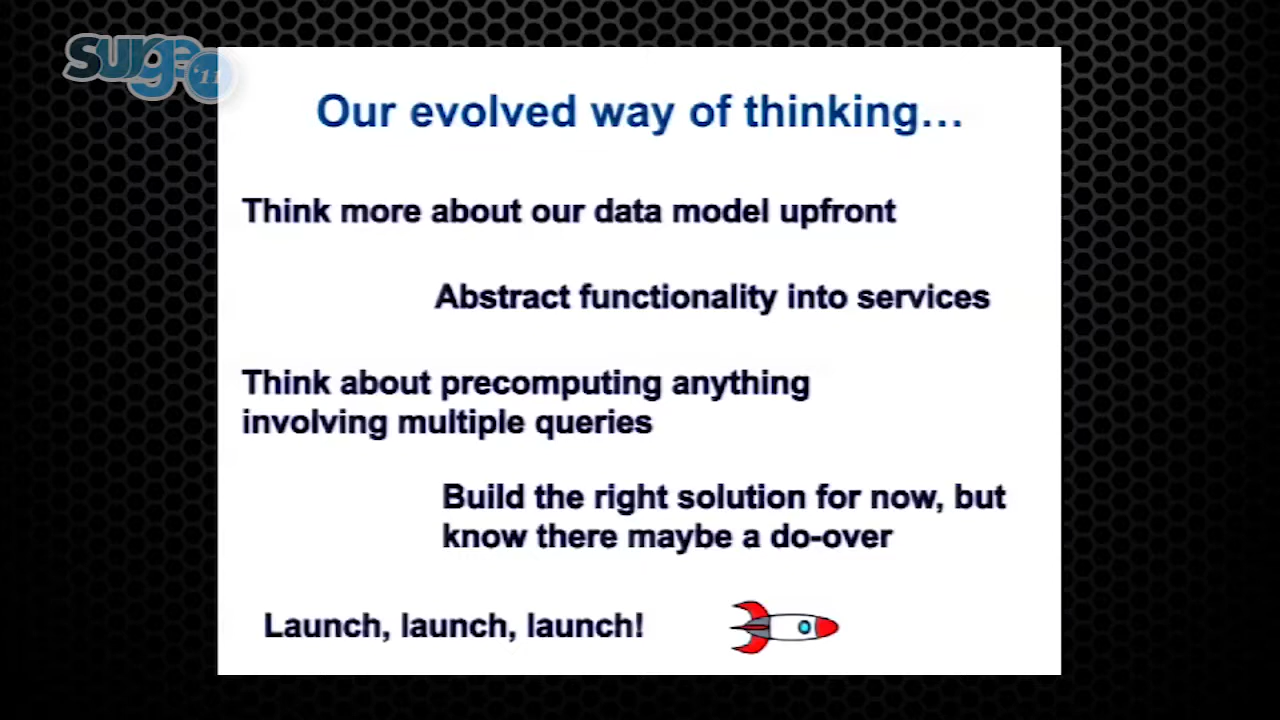 surge '11
Our evolved way of thinking...
Think more about our data model upfront
Abstract functionality into services
Think about precomputing anything
involving multiple queries
Build the right solution for now, but
know there maybe a do-over
Launch, launch, launch!